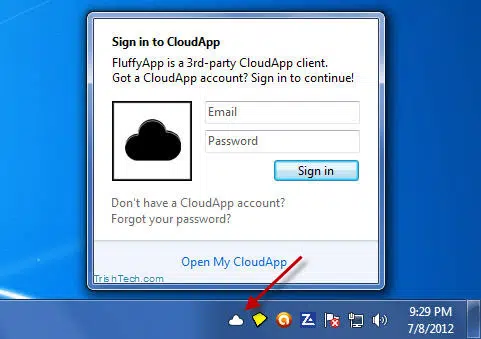 Sign in to CloudApp
FluffyApp is a 3rd-party CloudApp client.
Got a CloudApp account? Sign in to continue!
Email
Password
Sign in
Don't have a CloudApp account?
Forgot your password?
Open My CloudApp
TrishTech.com
9:29 PM
7/8/2012